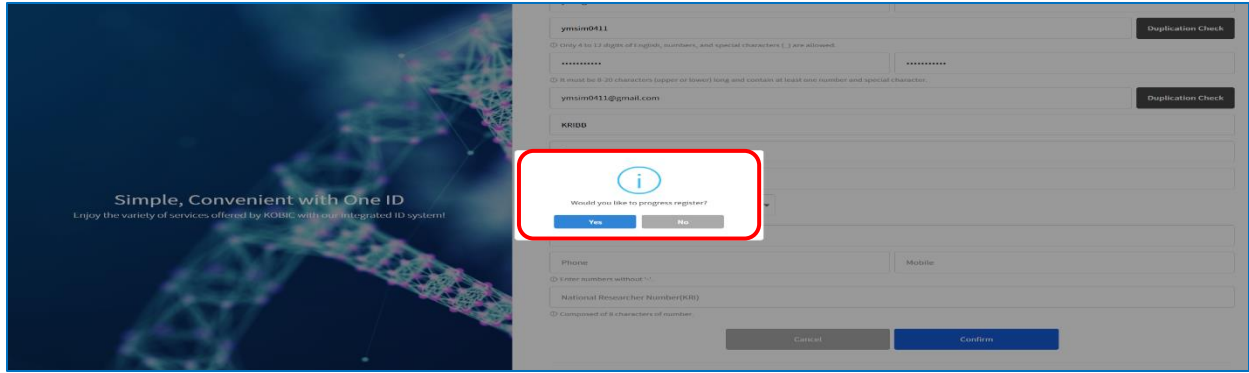 ymsim0411
Duplication Check
Only 4 to 12 digits of English, numbers, and special characters (_) are allowed.
***********
***********
It must be 8-20 characters (upper or lower) long and contain at least one number and special character.
ymsim0411@gmail.com
Duplication Check
KRIBB
Simple, Convenient with One ID
Enjoy the variety of services offered by KOBIC with our integrated ID system!
i
Would you like to progress register?
Yes
No
Phone
Mobile
Enter numbers without '-'.
National Researcher Number(KRI)
Composed of 8 characters of number.
Cancel
Confirm